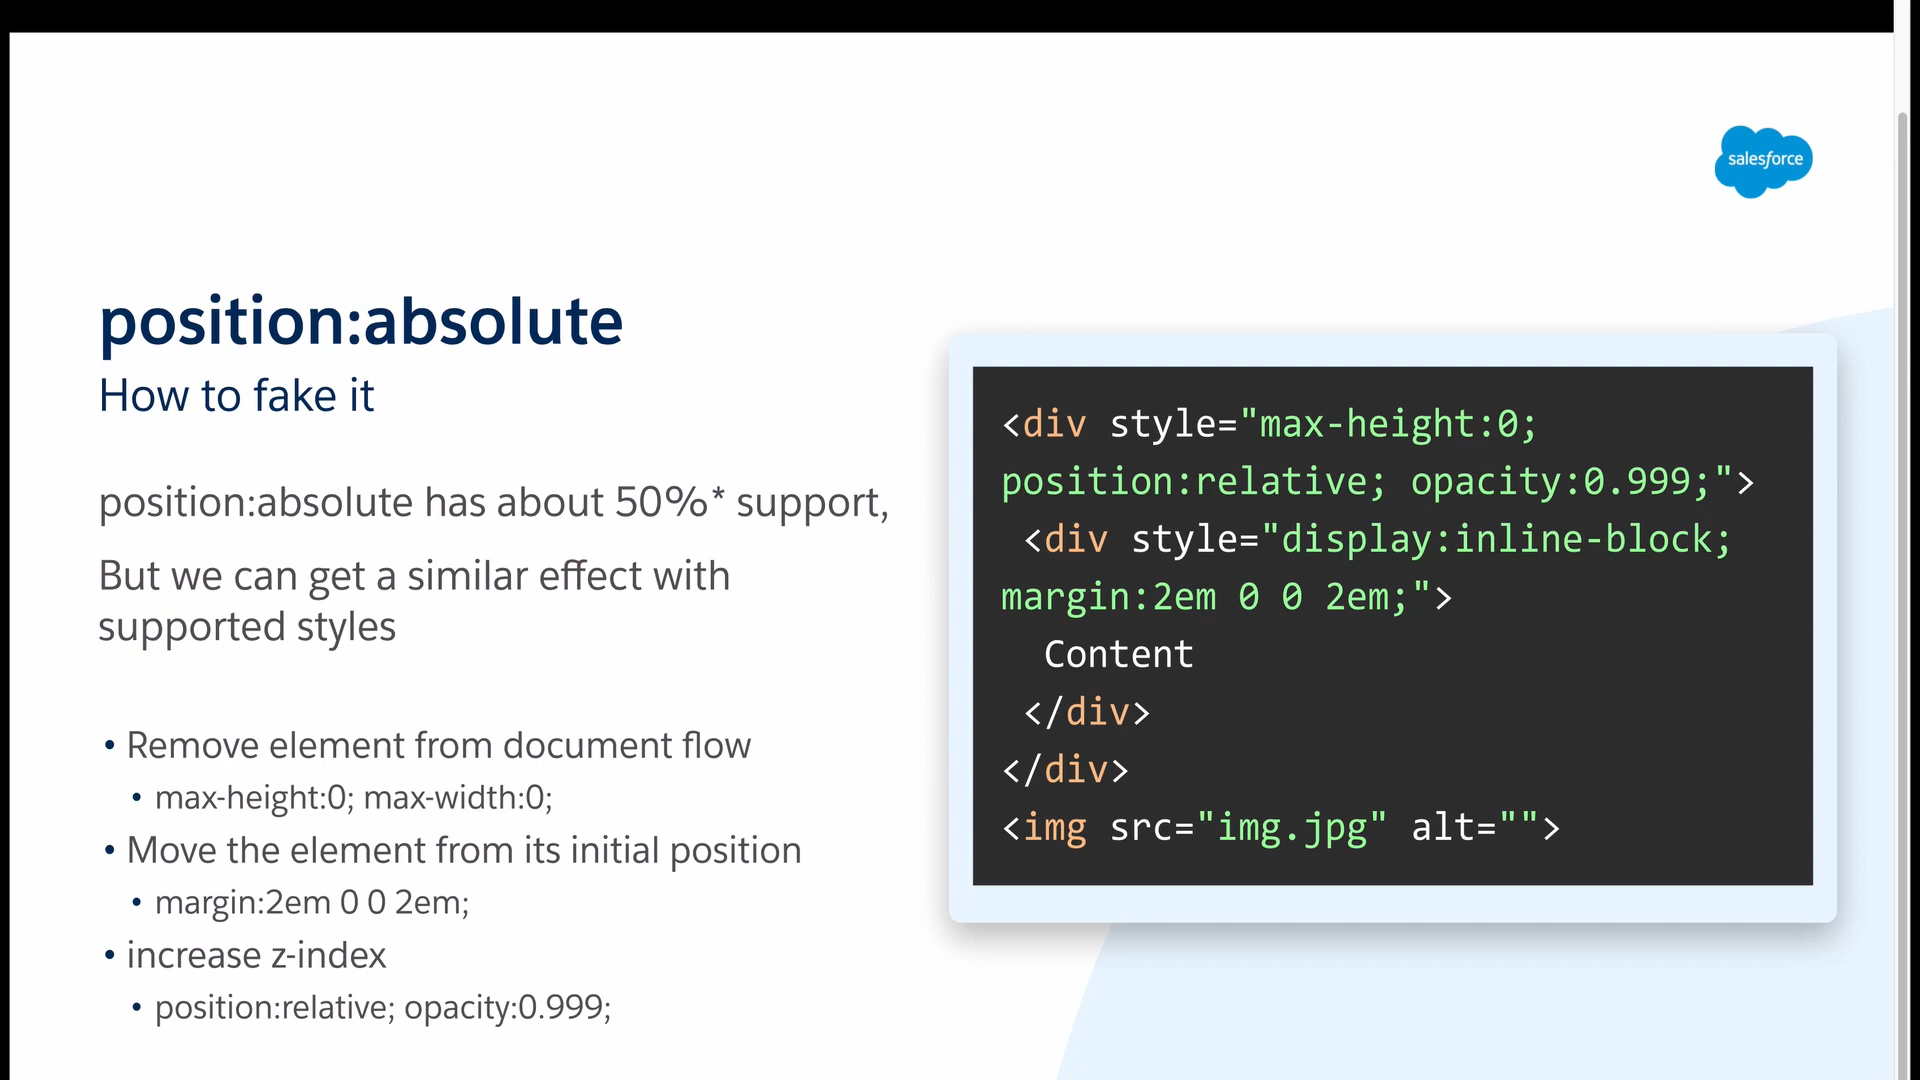 salesforce
position:absolute
How to fake it
position:absolute has about 50%* support,
But we can get a similar effect with
supported styles
• Remove element from document flow
• max-height:0; max-width:0;
• Move the element from its initial position
• margin:2em 0 0 2em;
• increase z-index
• position:relative; opacity:0.999;
<div style="max-height:0;
position:relative; opacity:0.999;">
<div style="display:inline-block;
margin:2em 0 0 2em;">
Content
</div>
</div>
<img src="img.jpg" alt="">